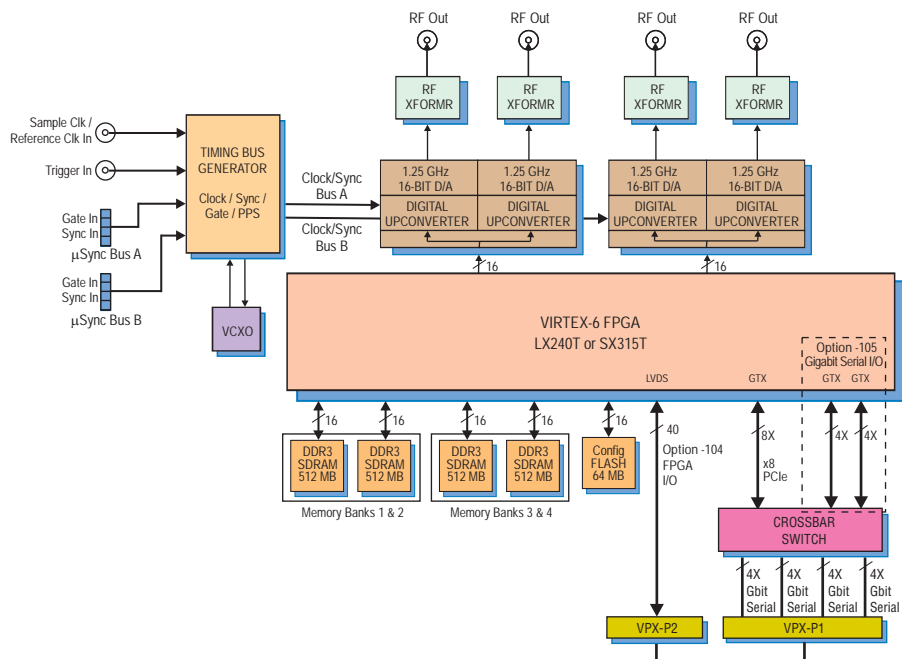 RF Out
RF Out
RF Out
RF Out
RF
XFORMR
RF
XFORMR
RF
XFORMR
RF
XFORMR
Sample Clk /
Reference Clk In
Trigger In
Gate In
Sync In
µSync Bus A
Gate In
Sync In
µSync Bus B
TIMING BUS
GENERATOR
Clock / Sync /
Gate / PPS
VCXO
Clock/Sync
Bus A
Clock/Sync
Bus B
1.25 GHz
16-BIT D/A
DIGITAL
UPCONVERTER
1.25 GHz
16-BIT D/A
DIGITAL
UPCONVERTER
1.25 GHz
16-BIT D/A
DIGITAL
UPCONVERTER
1.25 GHz
16-BIT D/A
DIGITAL
UPCONVERTER
16
16
VIRTEX-6 FPGA
LX240T or SX315T
Option -105
Gigabit Serial I/O
LVDS
GTX
GTX
GTX
16
16
16
16
16
40
8X
4X
4X
DDR3
SDRAM
512 MB
DDR3
SDRAM
512 MB
DDR3
SDRAM
512 MB
DDR3
SDRAM
512 MB
Config
FLASH
64 MB
Option -104
FPGA
I/O
x8
PCIe
Memory Banks 1 & 2
Memory Banks 3 & 4
CROSSBAR
SWITCH
4X
Gbit
Serial
4X
Gbit
Serial
4X
Gbit
Serial
4X
Gbit
Serial
VPX-P2
VPX-P1